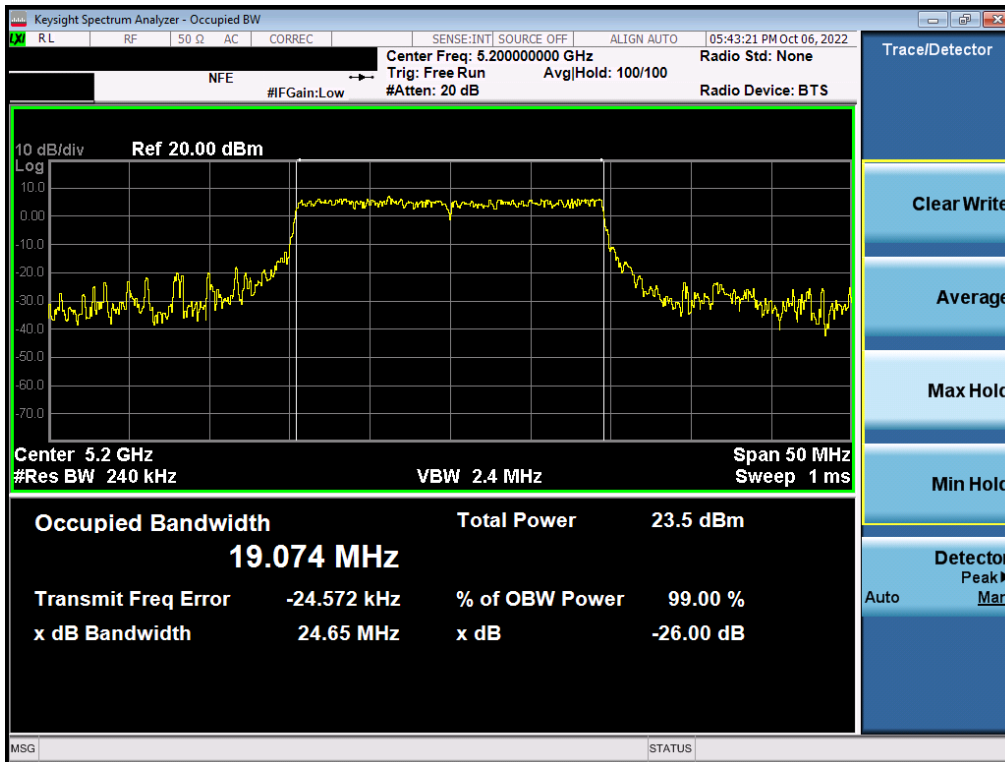 Keysight Spectrum Analyzer - Occupied BW
LXI RL RF 50 Ω AC CORREC SENSE:INT SOURCE OFF ALIGN AUTO 05:43:21 PM Oct 06, 2022
Center Freq: 5.200000000 GHz Radio Std: None
NFE Trig: Free Run Avg|Hold: 100/100
#IFGain:Low #Atten: 20 dB Radio Device: BTS
10 dB/div Ref 20.00 dBm
Log
10.0
0.00
-10.0
-20.0
-30.0
-40.0
-50.0
-60.0
-70.0
Center 5.2 GHz Span 50 MHz
#Res BW 240 kHz VBW 2.4 MHz Sweep 1 ms
Occupied Bandwidth Total Power 23.5 dBm
19.074 MHz
Transmit Freq Error -24.572 kHz % of OBW Power 99.00 %
x dB Bandwidth 24.65 MHz x dB -26.00 dB
MSG STATUS
Trace/Detector
Clear Write
Average
Max Hold
Min Hold
Detector
Peak
Auto Man